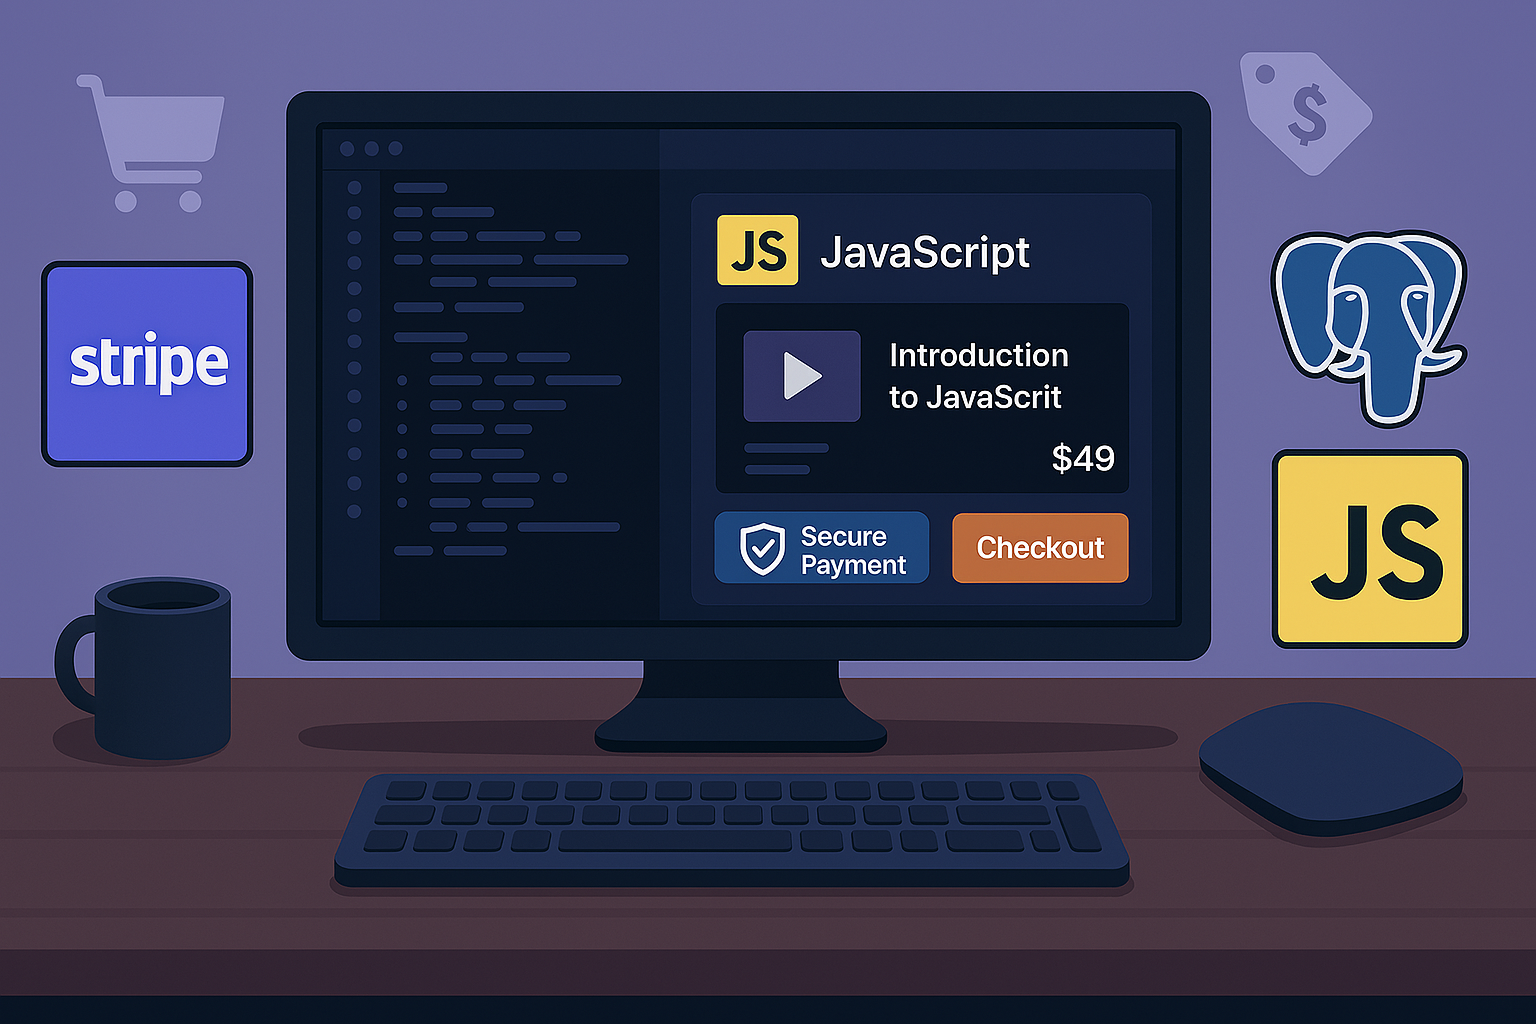 stripe
JS JavaScript
Introduction
to JavaScrit
$49
Secure
Payment
Checkout
$
JS